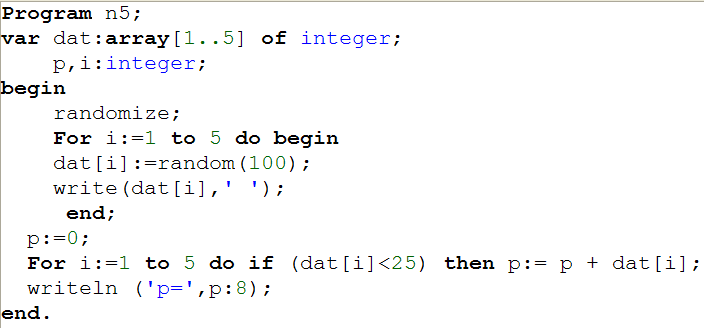 Program n5;
var dat:array[1..5] of integer;
    p,i:integer;
begin
    randomize;
    For i:=1 to 5 do begin
    dat[i]:=random(100);
    write(dat[i],' ');
     end;
  p:=0;
  For i:=1 to 5 do if (dat[i]<25) then p:= p + dat[i];
  writeln ('p=',p:8);
end.